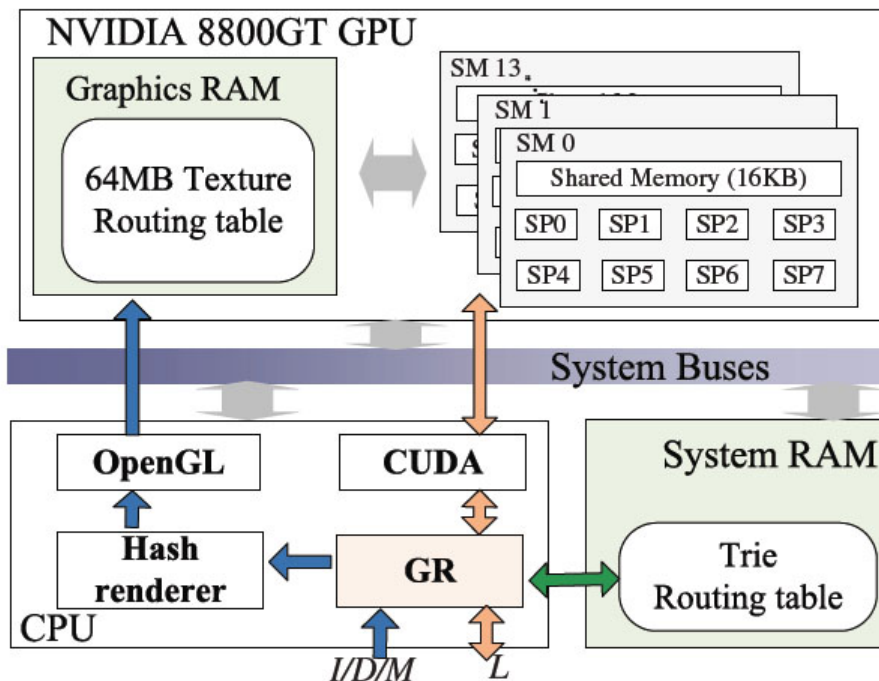 NVIDIA 8800GT GPU
Graphics RAM
64MB Texture
Routing table
SM 13
SM 1
SM 0
Shared Memory (16KB)
SP0 SP1 SP2 SP3
SP4 SP5 SP6 SP7
System Buses
OpenGL
CUDA
Hash
renderer
GR
CPU
I/D/M
L
System RAM
Trie
Routing table